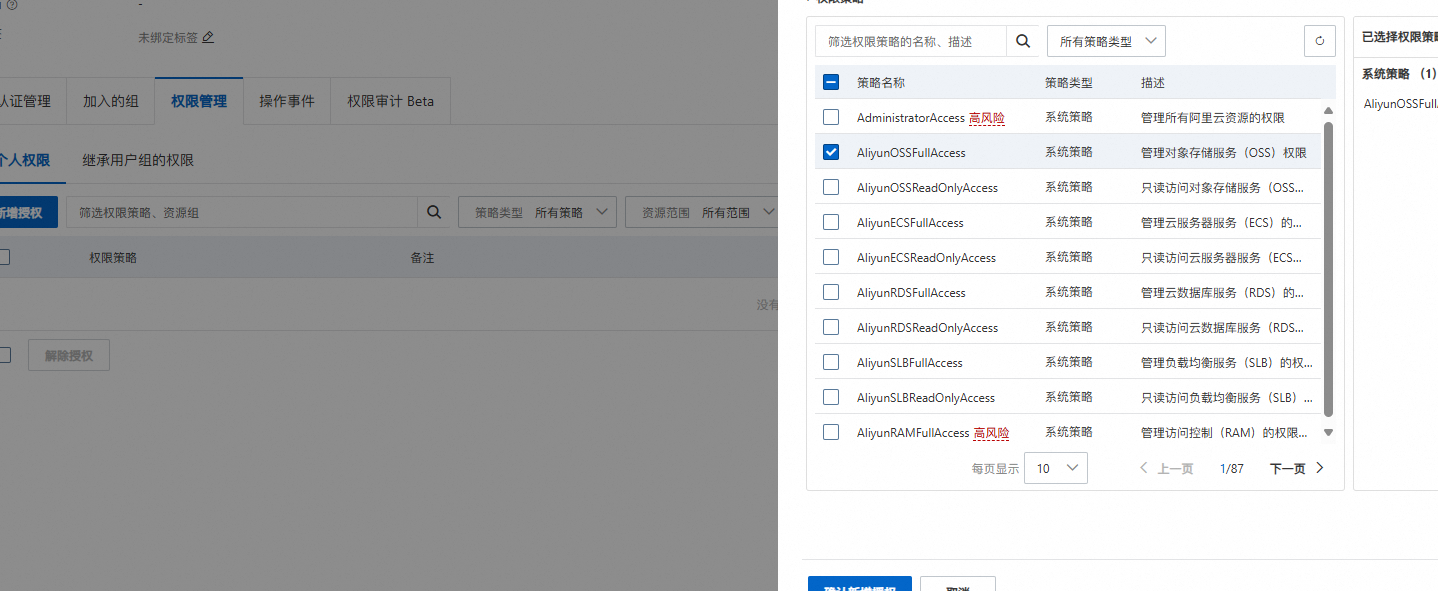 -
未绑定标签
认证管理 加入的组 权限管理 操作事件 权限审计 Beta
个人权限 继承用户组的权限
新增授权 筛选权限策略、资源组 策略类型 所有策略 资源范围 所有范围
权限策略 备注
没有
解除授权
权限策略
筛选权限策略的名称、描述 所有策略类型
策略名称 策略类型 描述
AdministratorAccess 高风险 系统策略 管理所有阿里云资源的权限
AliyunOSSFullAccess 系统策略 管理对象存储服务（OSS）权限
AliyunOSSReadOnlyAccess 系统策略 只读访问对象存储服务（OSS...
AliyunECSFullAccess 系统策略 管理云服务器服务（ECS）的...
AliyunECSReadOnlyAccess 系统策略 只读访问云服务器服务（ECS...
AliyunRDSFullAccess 系统策略 管理云数据库服务（RDS）的...
AliyunRDSReadOnlyAccess 系统策略 只读访问云数据库服务（RDS...
AliyunSLBFullAccess 系统策略 管理负载均衡服务（SLB）的权...
AliyunSLBReadOnlyAccess 系统策略 只读访问负载均衡服务（SLB）...
AliyunRAMFullAccess 高风险 系统策略 管理访问控制（RAM）的权限...
每页显示 10 上一页 1/87 下一页
已选择权限策略
系统策略 （1）
AliyunOSSFull
确认新增授权 取消